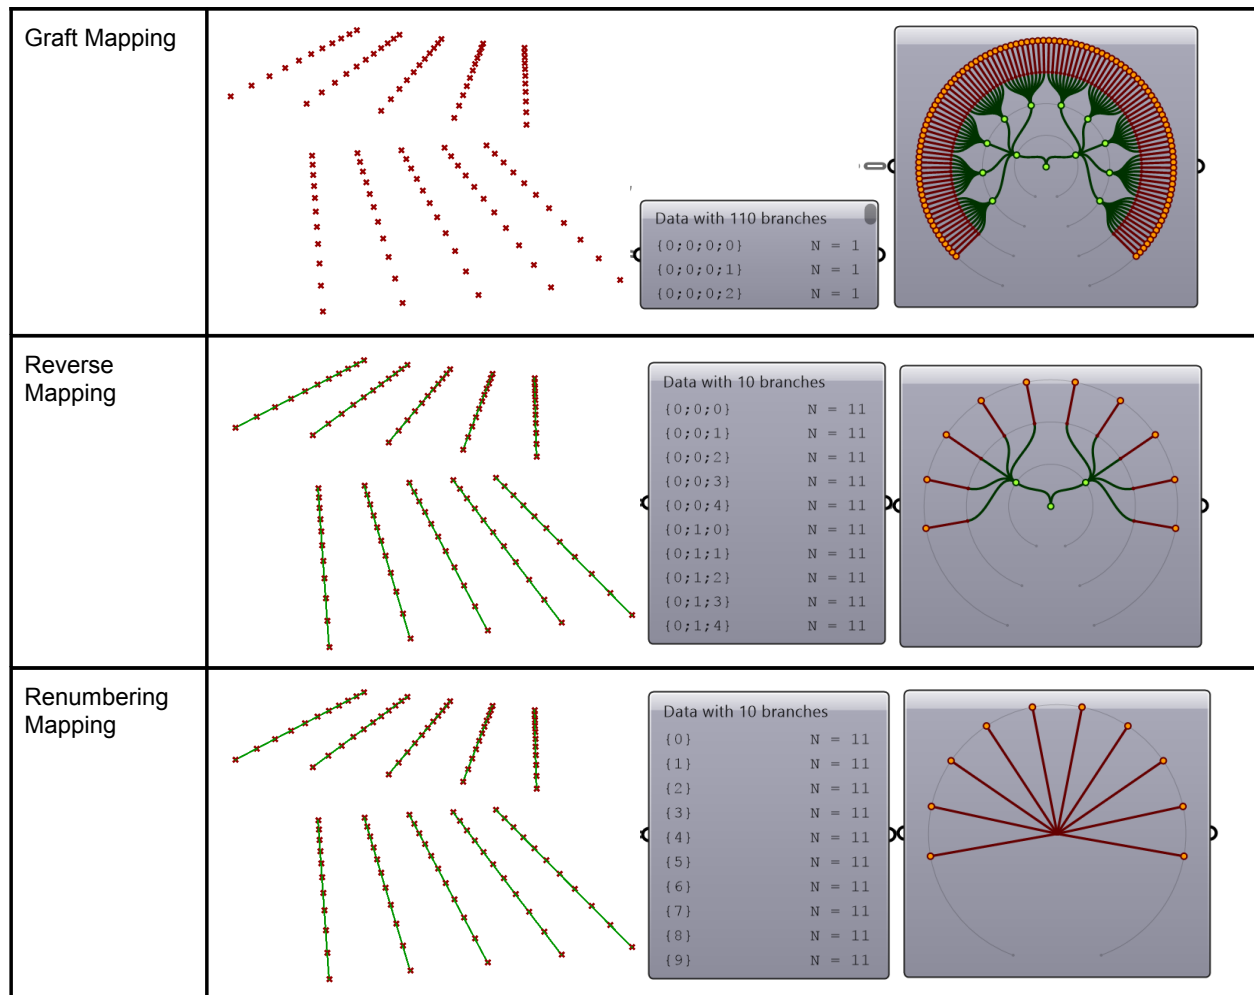 Graft Mapping
Data with 110 branches
{0;0;0;0} N = 1
{0;0;0;1} N = 1
{0;0;0;2} N = 1
Reverse
Mapping
Data with 10 branches
{0;0;0} N = 11
{0;0;1} N = 11
{0;0;2} N = 11
{0;0;3} N = 11
{0;0;4} N = 11
{0;1;0} N = 11
{0;1;1} N = 11
{0;1;2} N = 11
{0;1;3} N = 11
{0;1;4} N = 11
Renumbering
Mapping
Data with 10 branches
{0} N = 11
{1} N = 11
{2} N = 11
{3} N = 11
{4} N = 11
{5} N = 11
{6} N = 11
{7} N = 11
{8} N = 11
{9} N = 11